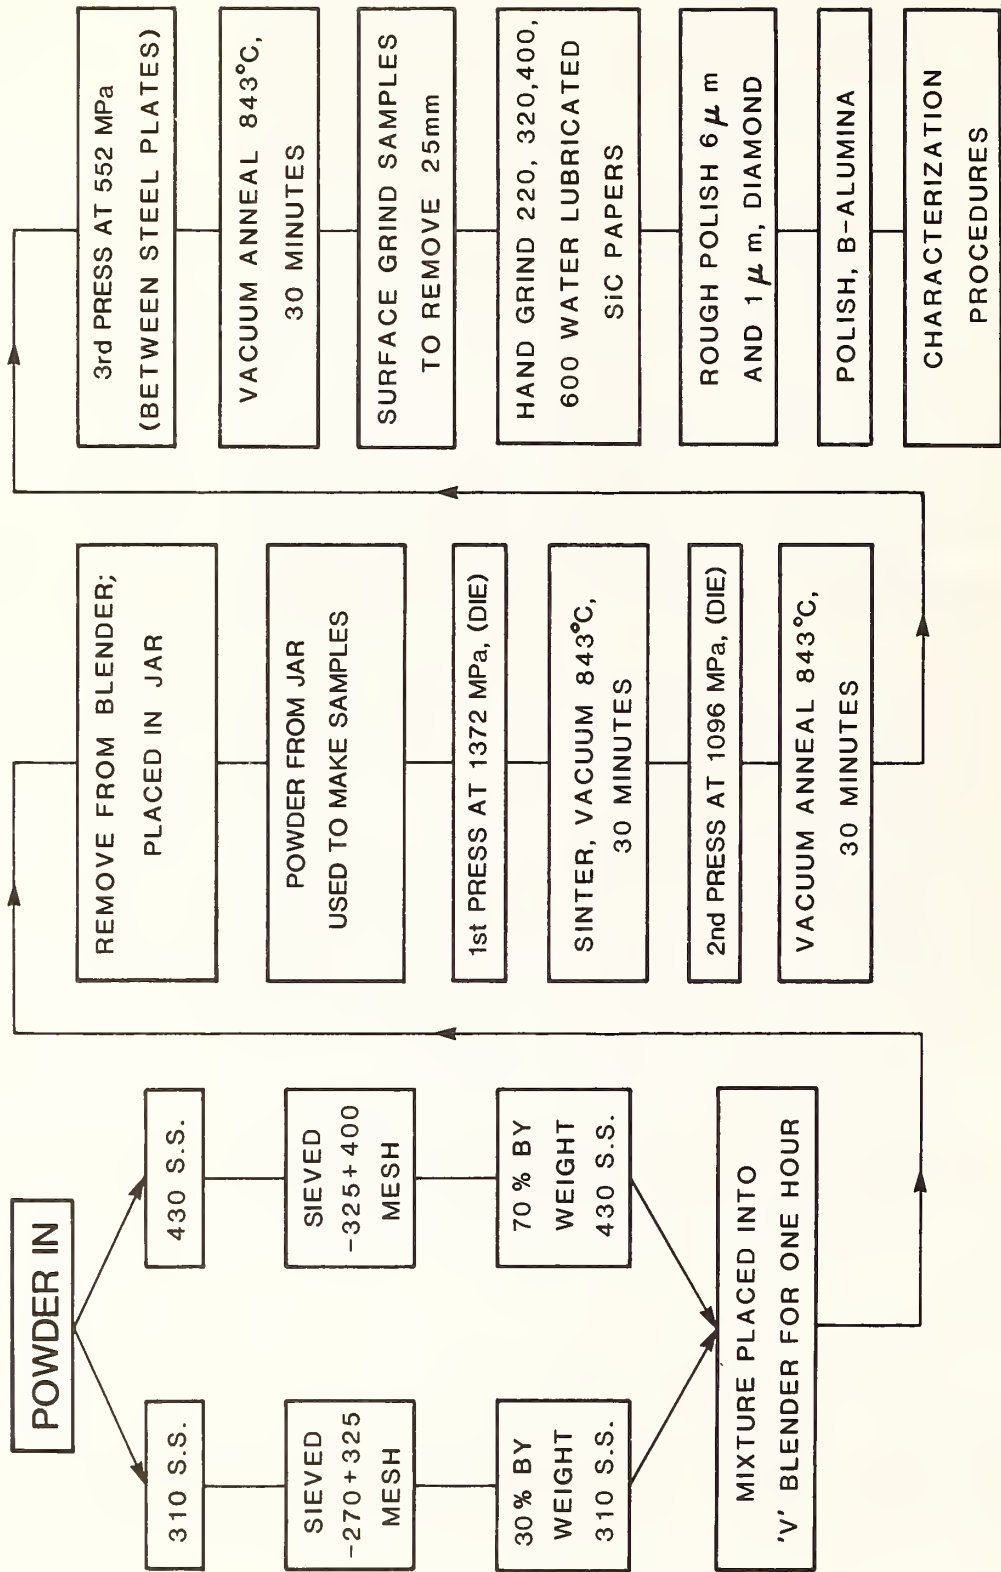 POWDER IN
310 S.S.
430 S.S.
SIEVED
-270+325
MESH
SIEVED
-325+400
MESH
30% BY
WEIGHT
310 S.S.
70% BY
WEIGHT
430 S.S.
MIXTURE PLACED INTO
'V' BLENDER FOR ONE HOUR
REMOVE FROM BLENDER;
PLACED IN JAR
POWDER FROM JAR
USED TO MAKE SAMPLES
1st PRESS AT 1372 MPa, (DIE)
SINTER, VACUUM 843°C,
30 MINUTES
2nd PRESS AT 1096 MPa, (DIE)
VACUUM ANNEAL 843°C,
30 MINUTES
3rd PRESS AT 552 MPa
(BETWEEN STEEL PLATES)
VACUUM ANNEAL 843°C,
30 MINUTES
SURFACE GRIND SAMPLES
TO REMOVE 25mm
HAND GRIND 220, 320,400,
600 WATER LUBRICATED
SiC PAPERS
ROUGH POLISH 6 μ m
AND 1 μ m, DIAMOND
POLISH, B-ALUMINA
CHARACTERIZATION
PROCEDURES